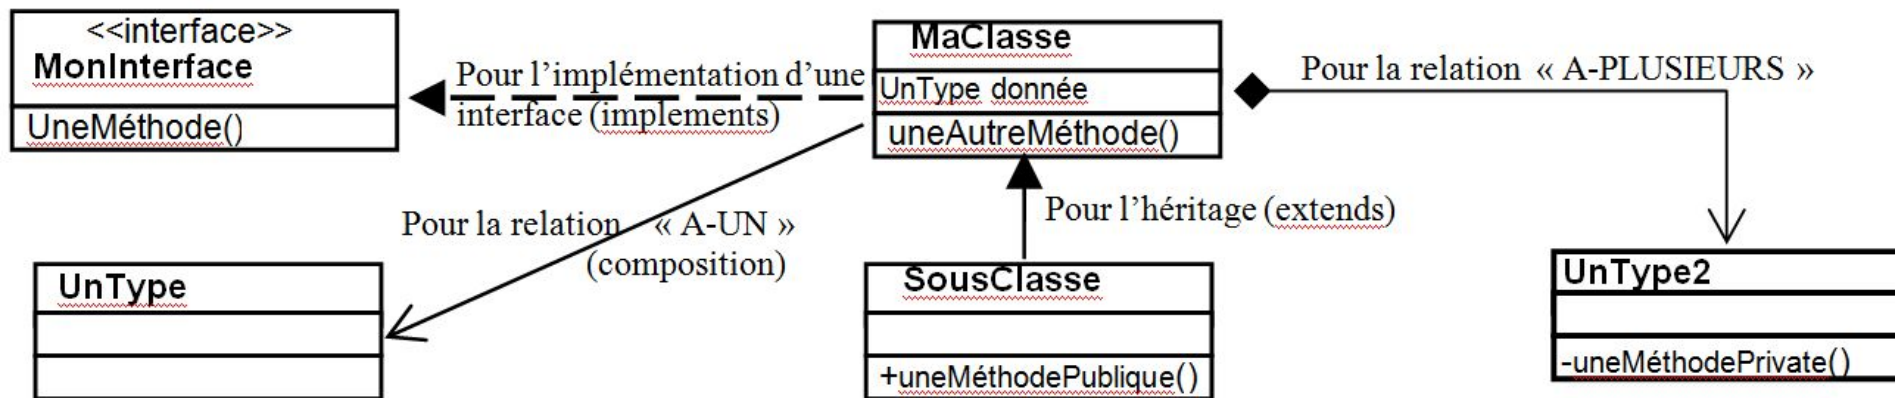 <<interface>>
MonInterface
UneMéthode()
Pour l’implémentation d’une
interface (implements)
MaClasse
UnType donnée
uneAutreMéthode()
Pour la relation « A-PLUSIEURS »
Pour la relation « A-UN »
(composition)
Pour l’héritage (extends)
UnType
SousClasse
+uneMéthodePublique()
UnType2
-uneMéthodePrivate()